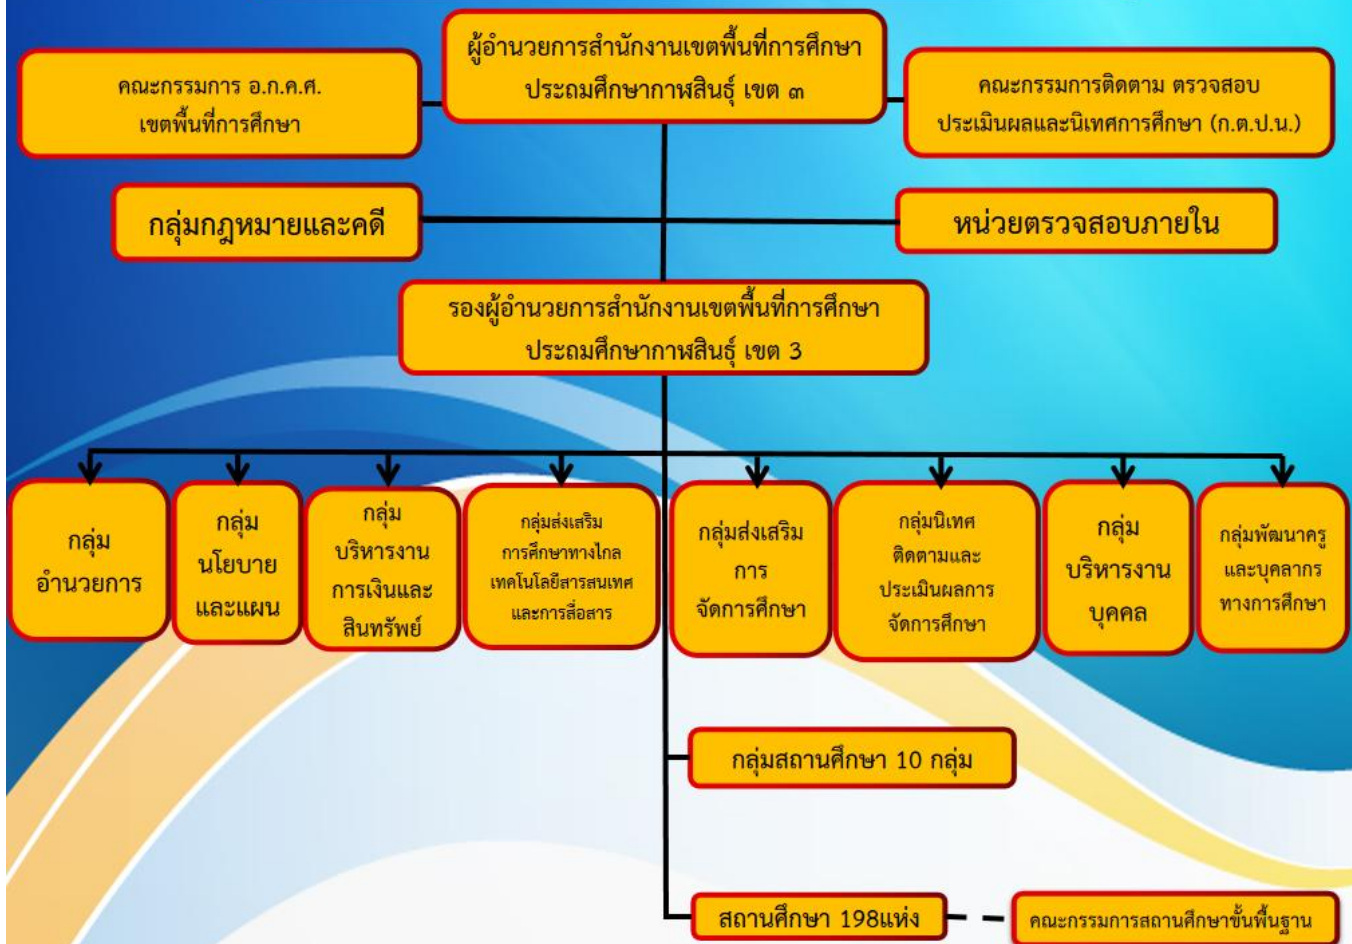 ผู้อำนวยการสำนักงานเขตพื้นที่การศึกษา
ประถมศึกษากาฬสินธุ์ เขต ๓
คณะกรรมการ อ.ก.ค.ศ.
เขตพื้นที่การศึกษา
คณะกรรมการติดตาม ตรวจสอบ
ประเมินผลและนิเทศการศึกษา (ก.ต.ป.น.)
กลุ่มกฎหมายและคดี
หน่วยตรวจสอบภายใน
รองผู้อำนวยการสำนักงานเขตพื้นที่การศึกษา
ประถมศึกษากาฬสินธุ์ เขต 3
กลุ่ม
อำนวยการ
กลุ่ม
นโยบาย
และแผน
กลุ่ม
บริหารงาน
การเงินและ
สินทรัพย์
กลุ่มส่งเสริม
การศึกษาทางไกล
เทคโนโลยีสารสนเทศ
และการสื่อสาร
กลุ่มส่งเสริม
การ
จัดการศึกษา
กลุ่มนิเทศ
ติดตามและ
ประเมินผลการ
จัดการศึกษา
กลุ่ม
บริหารงาน
บุคคล
กลุ่มพัฒนาครู
และบุคลากร
ทางการศึกษา
กลุ่มสถานศึกษา 10 กลุ่ม
สถานศึกษา 198แห่ง
คณะกรรมการสถานศึกษาขั้นพื้นฐาน